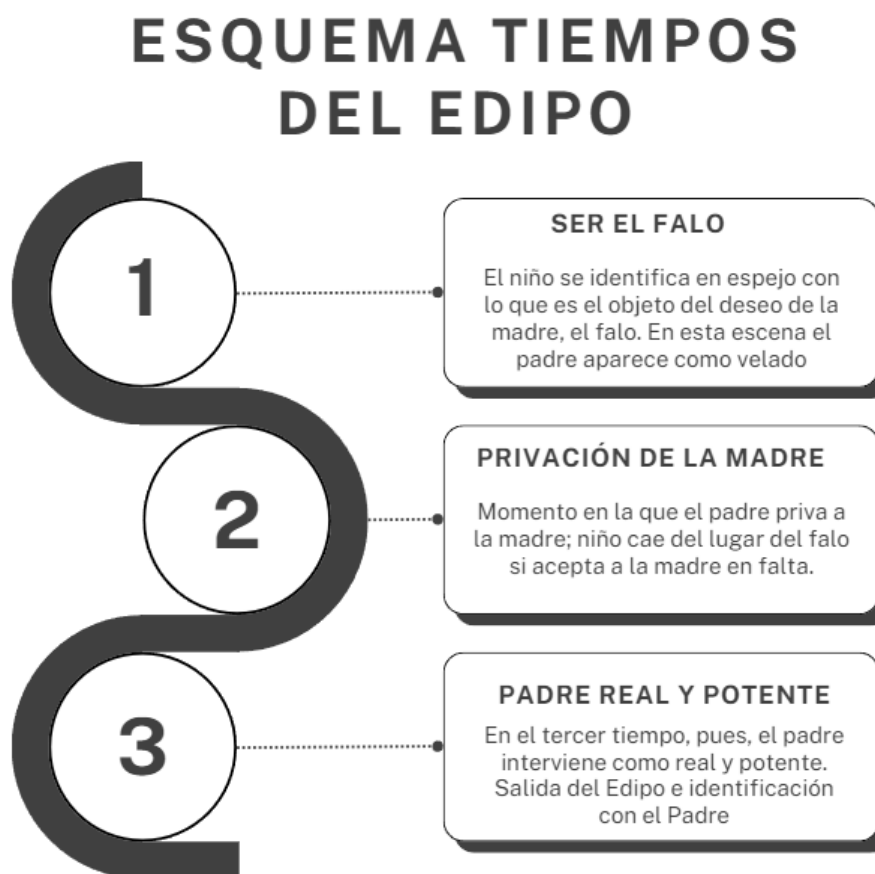 ESQUEMA TIEMPOS
DEL EDIPO
1
SER EL FALO
El niño se identifica en espejo con
lo que es el objeto del deseo de la
madre, el falo. En esta escena el
padre aparece como velado
2
PRIVACIÓN DE LA MADRE
Momento en la que el padre priva a
la madre; niño cae del lugar del falo
si acepta a la madre en falta.
3
PADRE REAL Y POTENTE
En el tercer tiempo, pues, el padre
interviene como real y potente.
Salida del Edipo e identificación
con el Padre